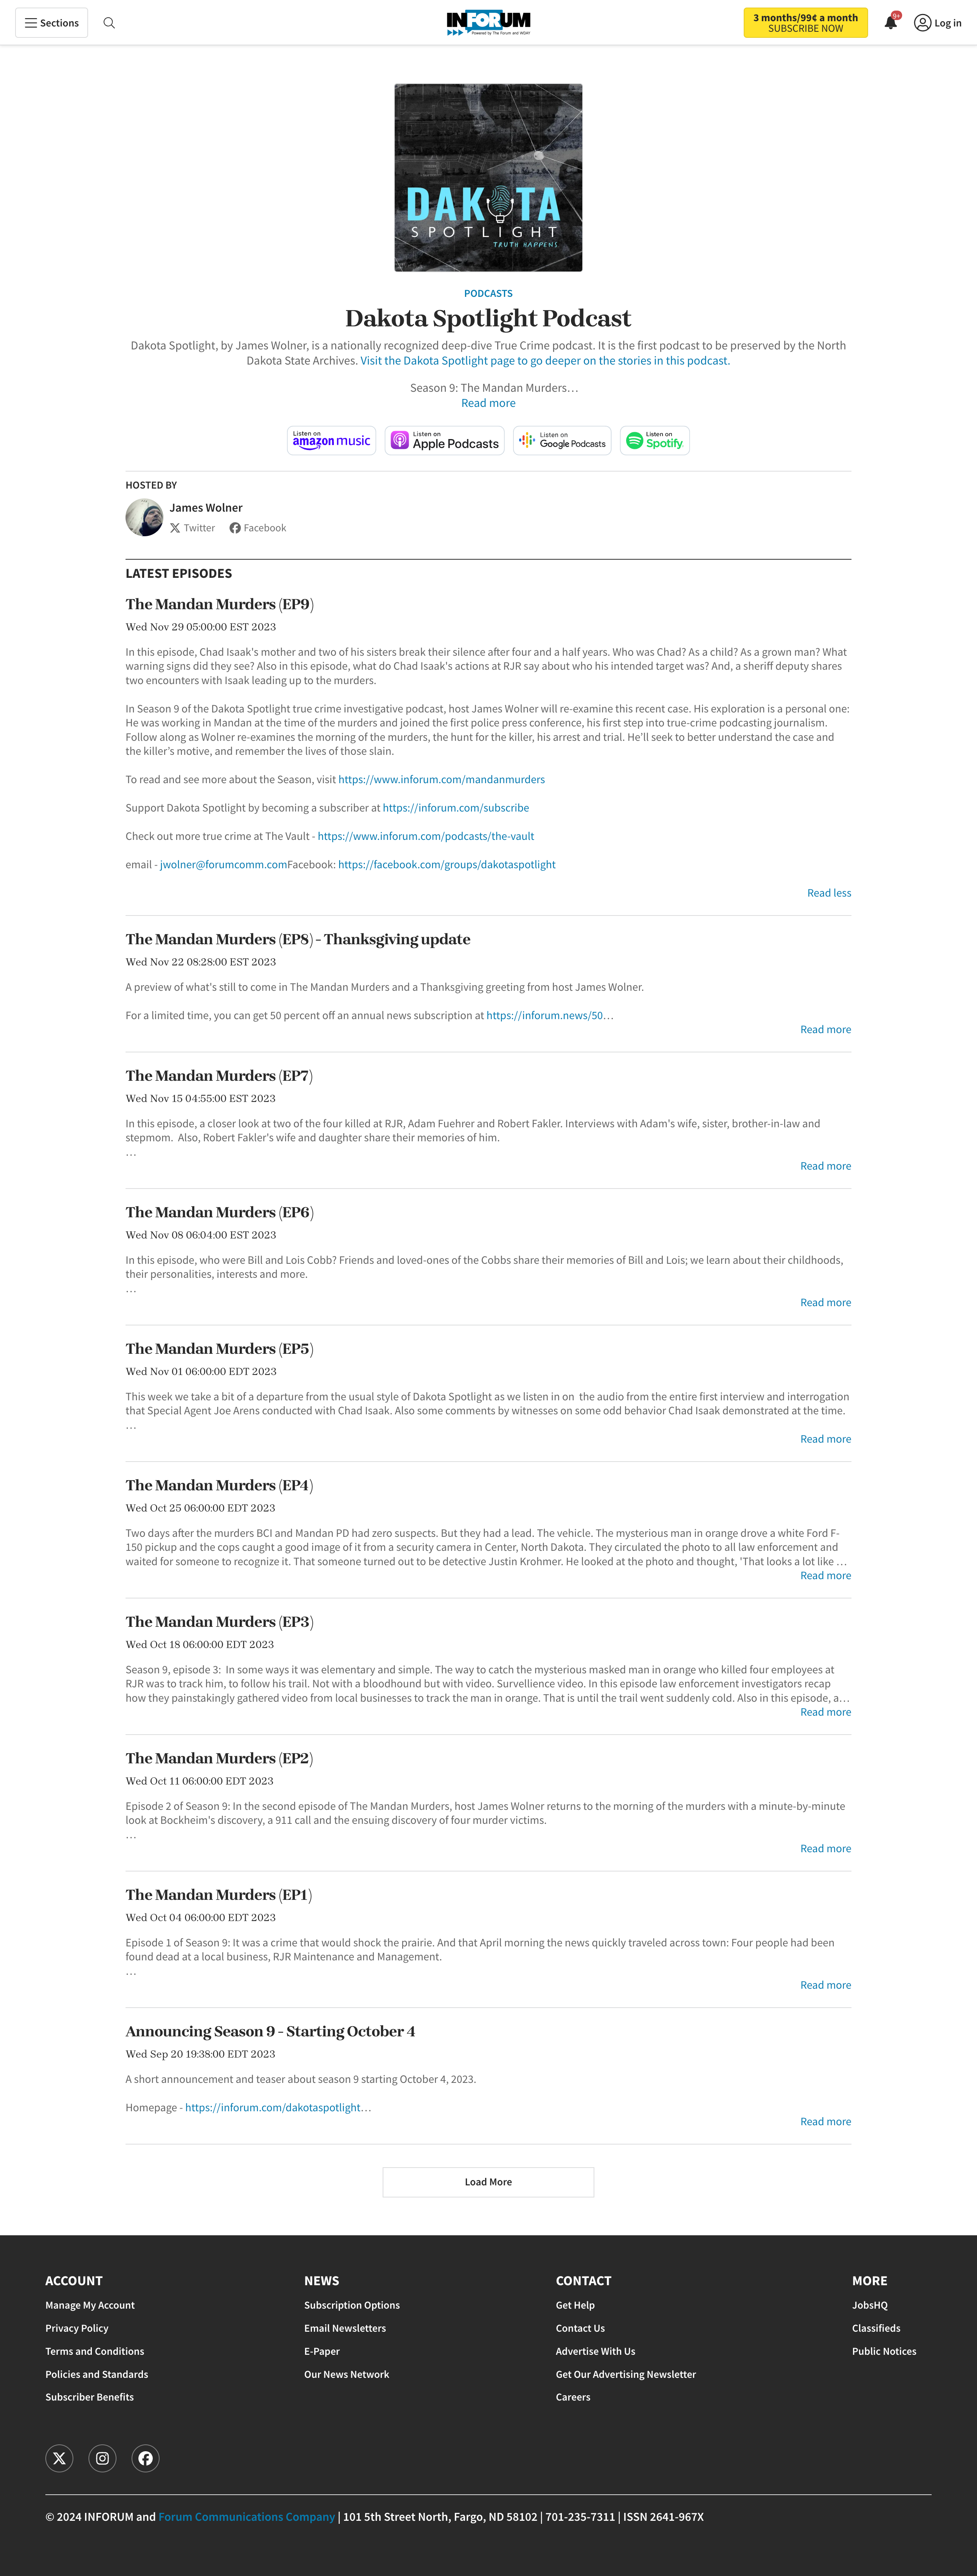 Sections
INFORUM
Powered by The Forum and WDAY
3 months/99¢ a month
SUBSCRIBE NOW
9+
Log in
DAKOTA
SPOTLIGHT
TRUTH HAPPENS
PODCASTS
Dakota Spotlight Podcast
Dakota Spotlight, by James Wolner, is a nationally recognized deep-dive True Crime podcast. It is the first podcast to be preserved by the North
Dakota State Archives. Visit the Dakota Spotlight page to go deeper on the stories in this podcast.
Season 9: The Mandan Murders…
Read more
Listen on
amazon music
Listen on
Apple Podcasts
Listen on
Google Podcasts
Listen on
Spotify
HOSTED BY
James Wolner
Twitter Facebook
LATEST EPISODES
The Mandan Murders (EP9)
Wed Nov 29 05:00:00 EST 2023
In this episode, Chad Isaak's mother and two of his sisters break their silence after four and a half years. Who was Chad? As a child? As a grown man? What
warning signs did they see? Also in this episode, what do Chad Isaak's actions at RJR say about who his intended target was? And, a sheriff deputy shares
two encounters with Isaak leading up to the murders.
In Season 9 of the Dakota Spotlight true crime investigative podcast, host James Wolner will re-examine this recent case. His exploration is a personal one:
He was working in Mandan at the time of the murders and joined the first police press conference, his first step into true-crime podcasting journalism.
Follow along as Wolner re-examines the morning of the murders, the hunt for the killer, his arrest and trial. He’ll seek to better understand the case and
the killer’s motive, and remember the lives of those slain.
To read and see more about the Season, visit https://www.inforum.com/mandanmurders
Support Dakota Spotlight by becoming a subscriber at https://inforum.com/subscribe
Check out more true crime at The Vault - https://www.inforum.com/podcasts/the-vault
email - jwolner@forumcomm.comFacebook: https://facebook.com/groups/dakotaspotlight
Read less
The Mandan Murders (EP8) - Thanksgiving update
Wed Nov 22 08:28:00 EST 2023
A preview of what's still to come in The Mandan Murders and a Thanksgiving greeting from host James Wolner.
For a limited time, you can get 50 percent off an annual news subscription at https://inforum.news/50…
Read more
The Mandan Murders (EP7)
Wed Nov 15 04:55:00 EST 2023
In this episode, a closer look at two of the four killed at RJR, Adam Fuehrer and Robert Fakler. Interviews with Adam's wife, sister, brother-in-law and
stepmom.  Also, Robert Fakler's wife and daughter share their memories of him.
…
Read more
The Mandan Murders (EP6)
Wed Nov 08 06:04:00 EST 2023
In this episode, who were Bill and Lois Cobb? Friends and loved-ones of the Cobbs share their memories of Bill and Lois; we learn about their childhoods,
their personalities, interests and more.
…
Read more
The Mandan Murders (EP5)
Wed Nov 01 06:00:00 EDT 2023
This week we take a bit of a departure from the usual style of Dakota Spotlight as we listen in on  the audio from the entire first interview and interrogation
that Special Agent Joe Arens conducted with Chad Isaak. Also some comments by witnesses on some odd behavior Chad Isaak demonstrated at the time.
…
Read more
The Mandan Murders (EP4)
Wed Oct 25 06:00:00 EDT 2023
Two days after the murders BCI and Mandan PD had zero suspects. But they had a lead. The vehicle. The mysterious man in orange drove a white Ford F-
150 pickup and the cops caught a good image of it from a security camera in Center, North Dakota. They circulated the photo to all law enforcement and
waited for someone to recognize it. That someone turned out to be detective Justin Krohmer. He looked at the photo and thought, 'That looks a lot like …
Read more
The Mandan Murders (EP3)
Wed Oct 18 06:00:00 EDT 2023
Season 9, episode 3:  In some ways it was elementary and simple. The way to catch the mysterious masked man in orange who killed four employees at
RJR was to track him, to follow his trail. Not with a bloodhound but with video. Survellience video. In this episode law enforcement investigators recap
how they painstakingly gathered video from local businesses to track the man in orange. That is until the trail went suddenly cold. Also in this episode, a…
Read more
The Mandan Murders (EP2)
Wed Oct 11 06:00:00 EDT 2023
Episode 2 of Season 9: In the second episode of The Mandan Murders, host James Wolner returns to the morning of the murders with a minute-by-minute
look at Bockheim's discovery, a 911 call and the ensuing discovery of four murder victims.
…
Read more
The Mandan Murders (EP1)
Wed Oct 04 06:00:00 EDT 2023
Episode 1 of Season 9: It was a crime that would shock the prairie. And that April morning the news quickly traveled across town: Four people had been
found dead at a local business, RJR Maintenance and Management.
…
Read more
Announcing Season 9 - Starting October 4
Wed Sep 20 19:38:00 EDT 2023
A short announcement and teaser about season 9 starting October 4, 2023.
Homepage - https://inforum.com/dakotaspotlight…
Read more
Load More
ACCOUNT
Manage My Account
Privacy Policy
Terms and Conditions
Policies and Standards
Subscriber Benefits
NEWS
Subscription Options
Email Newsletters
E-Paper
Our News Network
CONTACT
Get Help
Contact Us
Advertise With Us
Get Our Advertising Newsletter
Careers
MORE
JobsHQ
Classifieds
Public Notices
© 2024 INFORUM and Forum Communications Company | 101 5th Street North, Fargo, ND 58102 | 701-235-7311 | ISSN 2641-967X